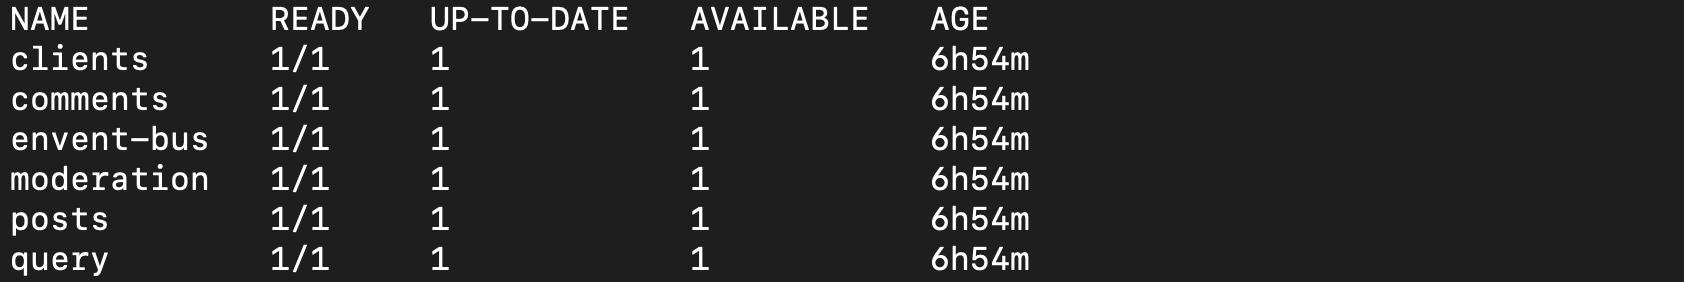 NAME         READY   UP-TO-DATE   AVAILABLE   AGE
clients      1/1     1            1           6h54m
comments     1/1     1            1           6h54m
envent-bus   1/1     1            1           6h54m
moderation   1/1     1            1           6h54m
posts        1/1     1            1           6h54m
query        1/1     1            1           6h54m